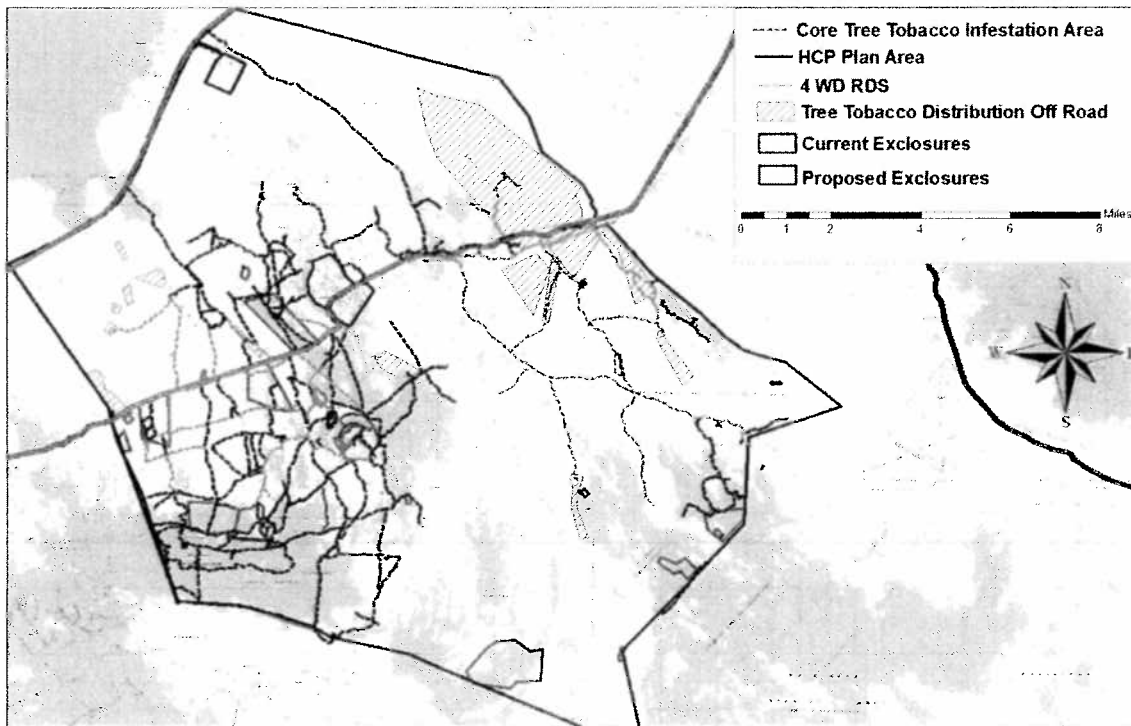 Core Tree Tobacco Infestation Area
HCP Plan Area
4 WD RDS
Tree Tobacco Distribution Off Road
Current Exclosures
Proposed Exclosures
0 1 2 4 6 8 Miles
N
W E
S